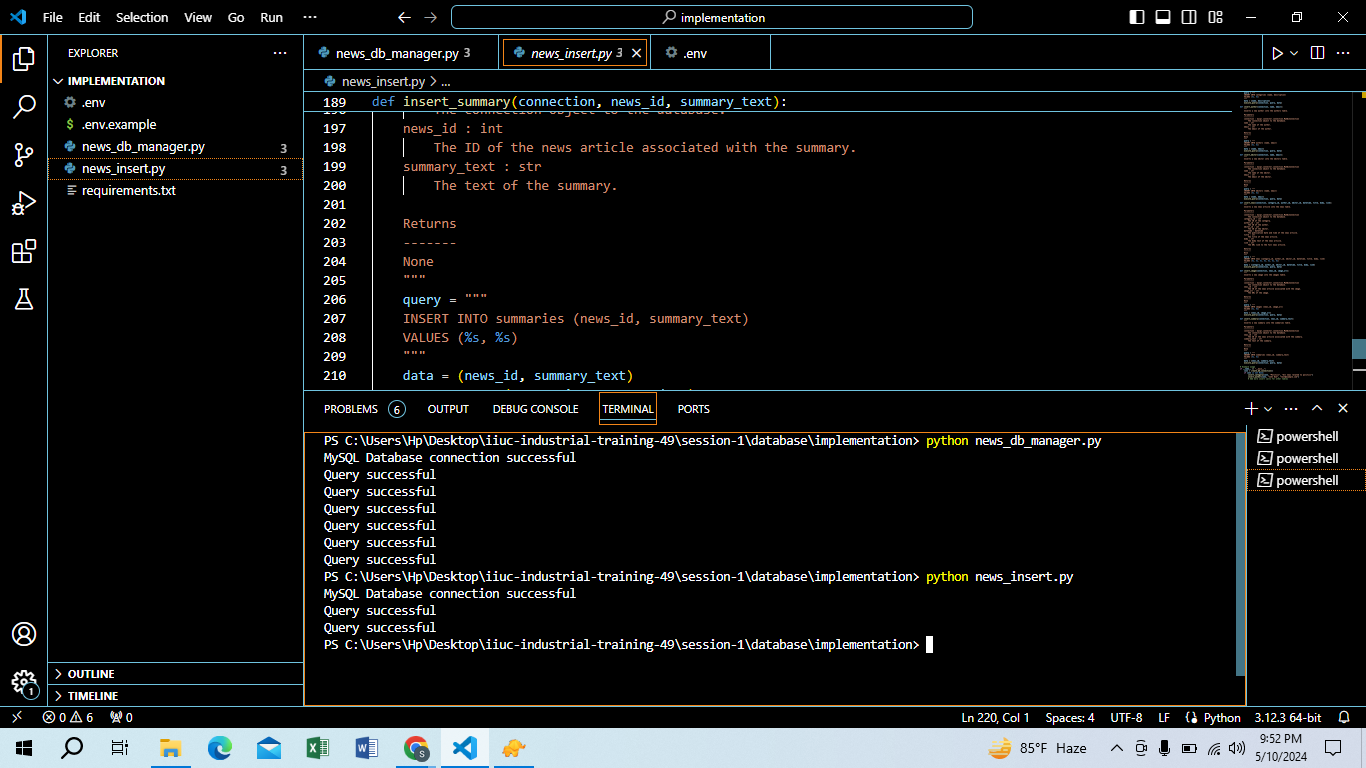 File Edit Selection View Go Run ··· implementation
EXPLORER ···
IMPLEMENTATION
.env
$ .env.example
news_db_manager.py 3
news_insert.py 3
requirements.txt
OUTLINE
TIMELINE
news_db_manager.py 3 news_insert.py 3 .env
news_insert.py > ...
189 def insert_summary(connection, news_id, summary_text):
197 news_id : int
198 The ID of the news article associated with the summary.
199 summary_text : str
200 The text of the summary.
201
202 Returns
203 -------
204 None
205 """
206 query = """
207 INSERT INTO summaries (news_id, summary_text)
208 VALUES (%s, %s)
209 """
210 data = (news_id, summary_text)
PROBLEMS 6 OUTPUT DEBUG CONSOLE TERMINAL PORTS
PS C:\Users\Hp\Desktop\iiuc-industrial-training-49\session-1\database\implementation> python news_db_manager.py
MySQL Database connection successful
Query successful
Query successful
Query successful
Query successful
Query successful
Query successful
PS C:\Users\Hp\Desktop\iiuc-industrial-training-49\session-1\database\implementation> python news_insert.py
MySQL Database connection successful
Query successful
Query successful
PS C:\Users\Hp\Desktop\iiuc-industrial-training-49\session-1\database\implementation>
powershell
powershell
powershell
1
0 6 0 Ln 220, Col 1 Spaces: 4 UTF-8 LF Python 3.12.3 64-bit
85°F Haze 9:52 PM
5/10/2024